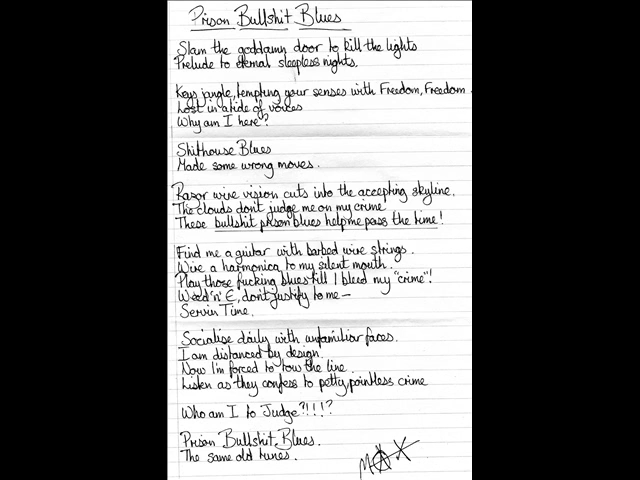 Prison Bullshit Blues
Slam the goddamn door to kill the lights
Prelude to eternal sleepless nights.
Keys jangle, tempting your senses with Freedom, Freedom.
Lost in a tide of voices
Why am I here?
Shithouse Blues
Made some wrong moves.
Razor wire vision cuts into the accepting skyline.
The clouds don't judge me on my crime
These bullshit prison blues help me pass the time!
Find me a guitar with barbed wire strings.
Wire a harmonica to my silent mouth.
Play those fucking blues till I bleed my "crime"!
Weed 'n' E, don't justify to me—
Servin Time.
Socialise daily with unfamiliar faces.
I am distanced by design.
Now I'm forced to tow the line.
Listen as they confess to petty, pointless crime
Who am I to Judge?!!!?
Prison Bullshit Blues.
The same old tunes.
MAX